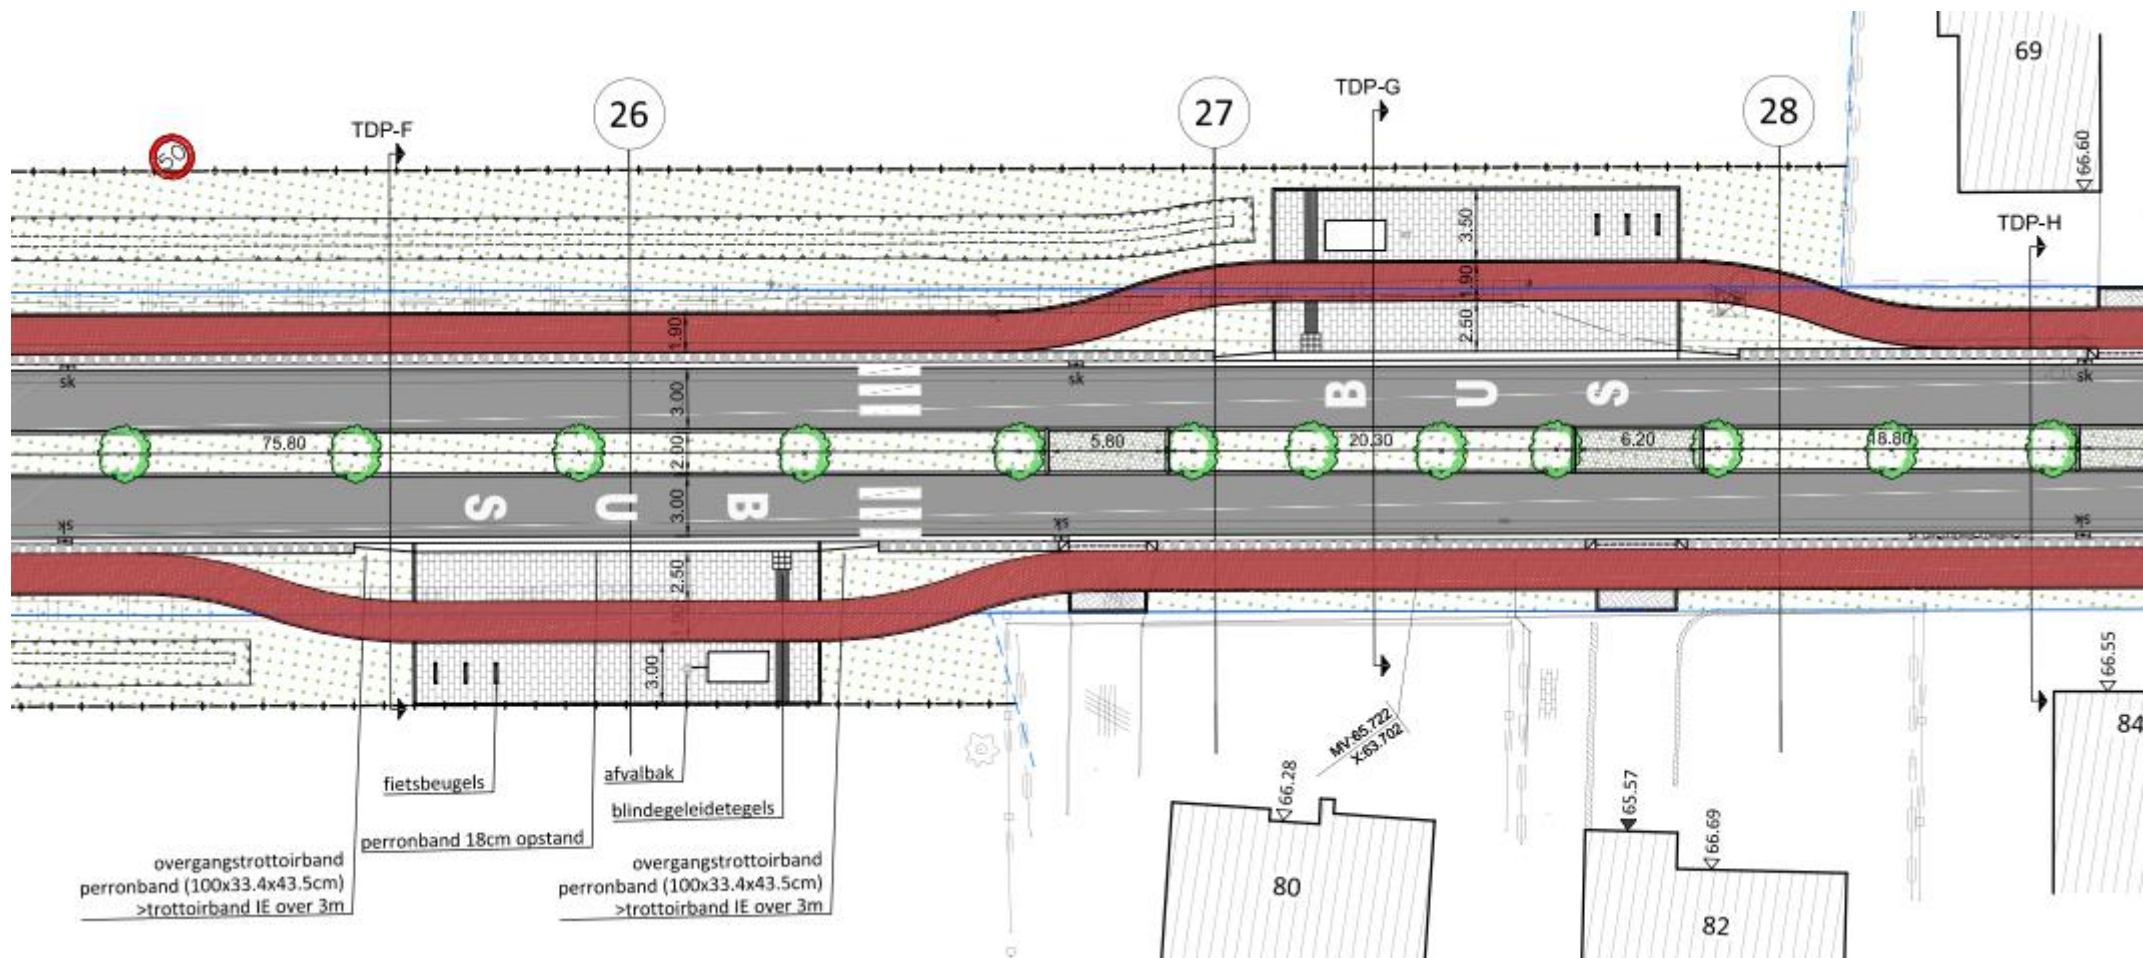 69
TDP-G
26
27
28
TDP-F
50
66.60
TDP-H
3.50
1.90
1.90
2.50
sk
sk
sk
3.00
B U S
75.80
2.00
5.80
20.30
6.20
18.80
3.00
B U S
sk
sk
sk
2.50
1.90
3.00
66.55
84
MV:65.722
X:63.702
66.28
65.57
66.69
fietsbeugels
afvalbak
blindegeleidetegels
perronband 18cm opstand
overgangstrottoirband
perronband (100x33.4x43.5cm)
>trottoirband IE over 3m
overgangstrottoirband
perronband (100x33.4x43.5cm)
>trottoirband IE over 3m
80
82